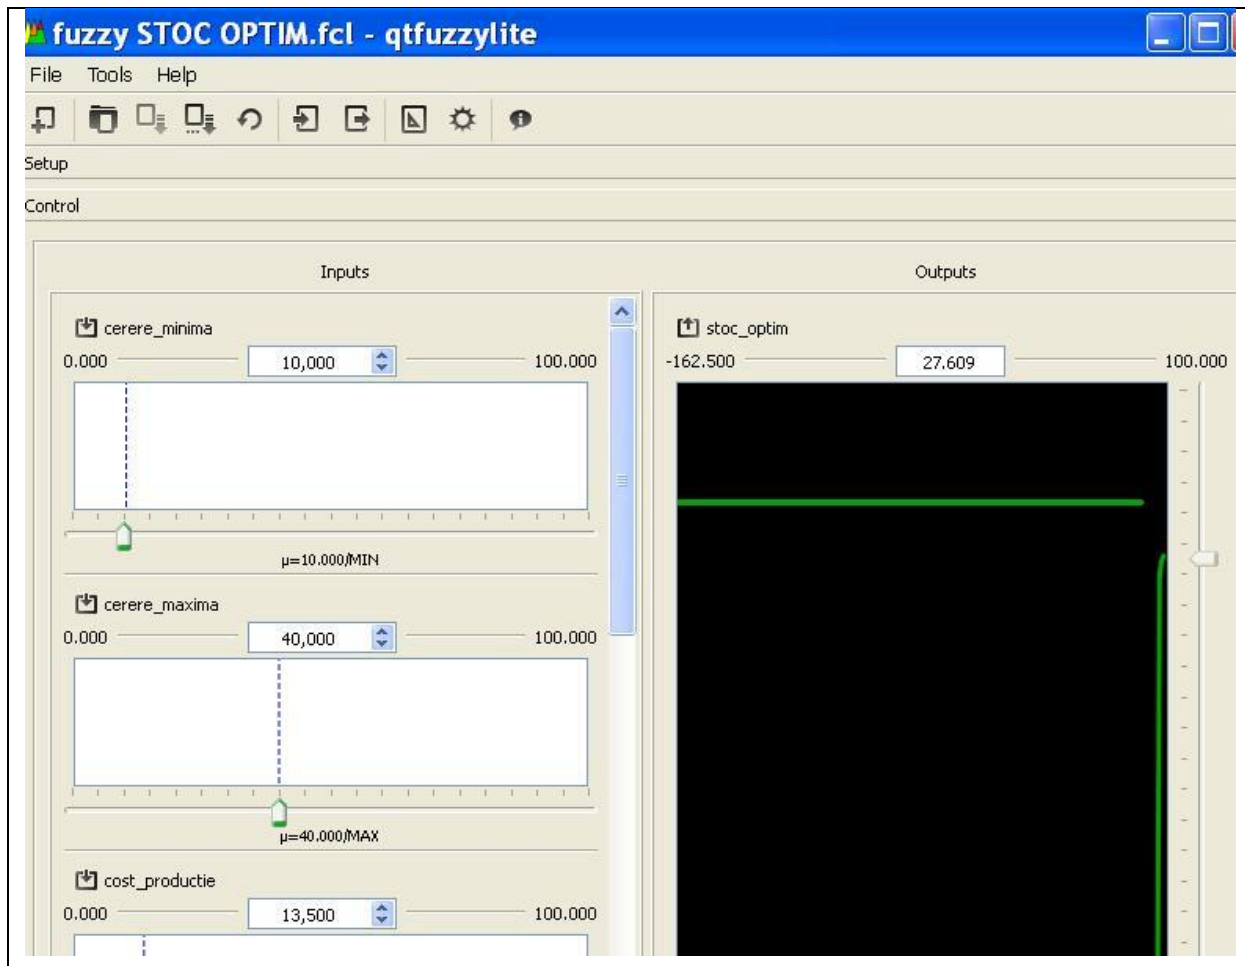 fuzzy STOC OPTIM.fcl - qtfuzzylite
File Tools Help
Setup
Control
Inputs
cerere_minima
0.000 10,000 100.000
µ=10.000/MIN
cerere_maxima
0.000 40,000 100.000
µ=40.000/MAX
cost_productie
0.000 13,500 100.000
Outputs
stoc_optim
-162.500 27.609 100.000